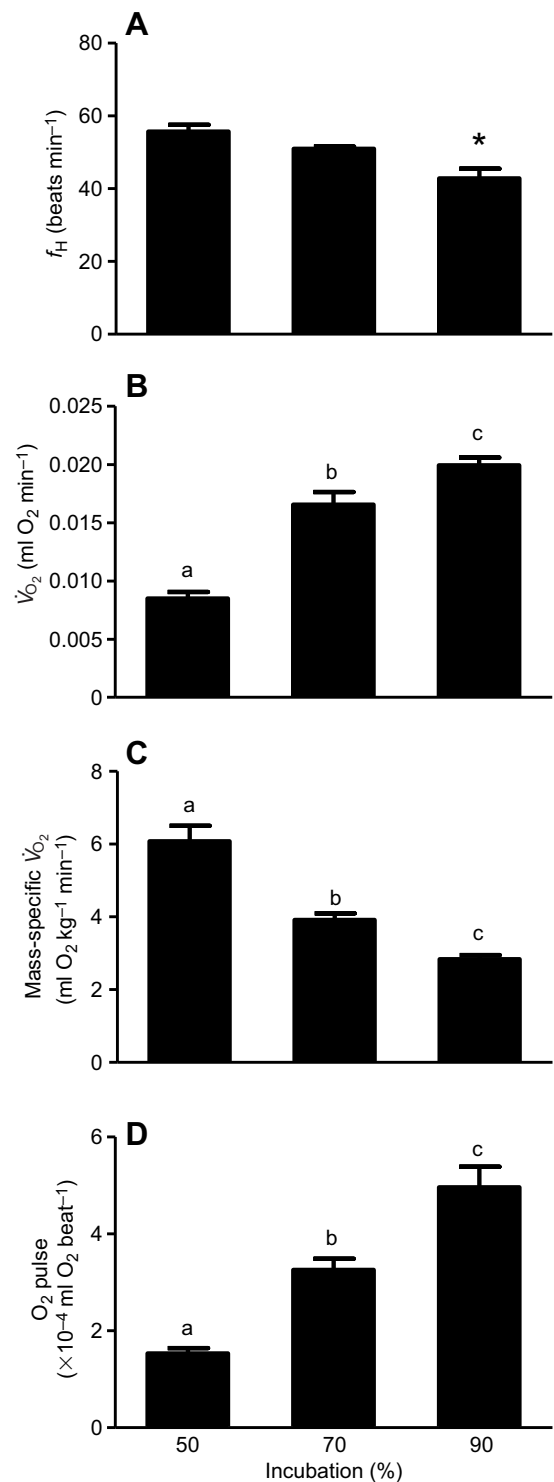 A
80
60
40
20
0
fH (beats min–1)
*
B
0.025
0.020
0.015
0.010
0.005
0
V̇O2 (ml O2 min–1)
a
b
c
C
8
6
4
2
0
Mass-specific V̇O2
(ml O2 kg–1 min–1)
a
b
c
D
6
4
2
0
O2 pulse
(×10–4 ml O2 beat–1)
a
b
c
50 70 90
Incubation (%)